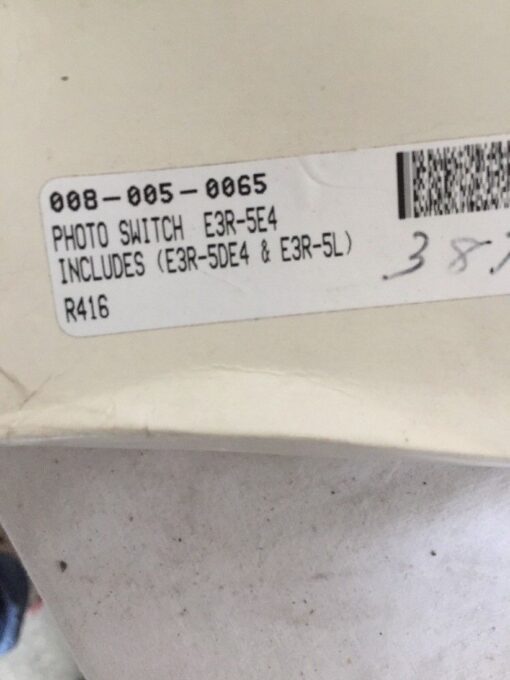 008-005-0065
PHOTO SWITCH E3R-5E4
INCLUDES (E3R-5DE4 & E3R-5L)
R416